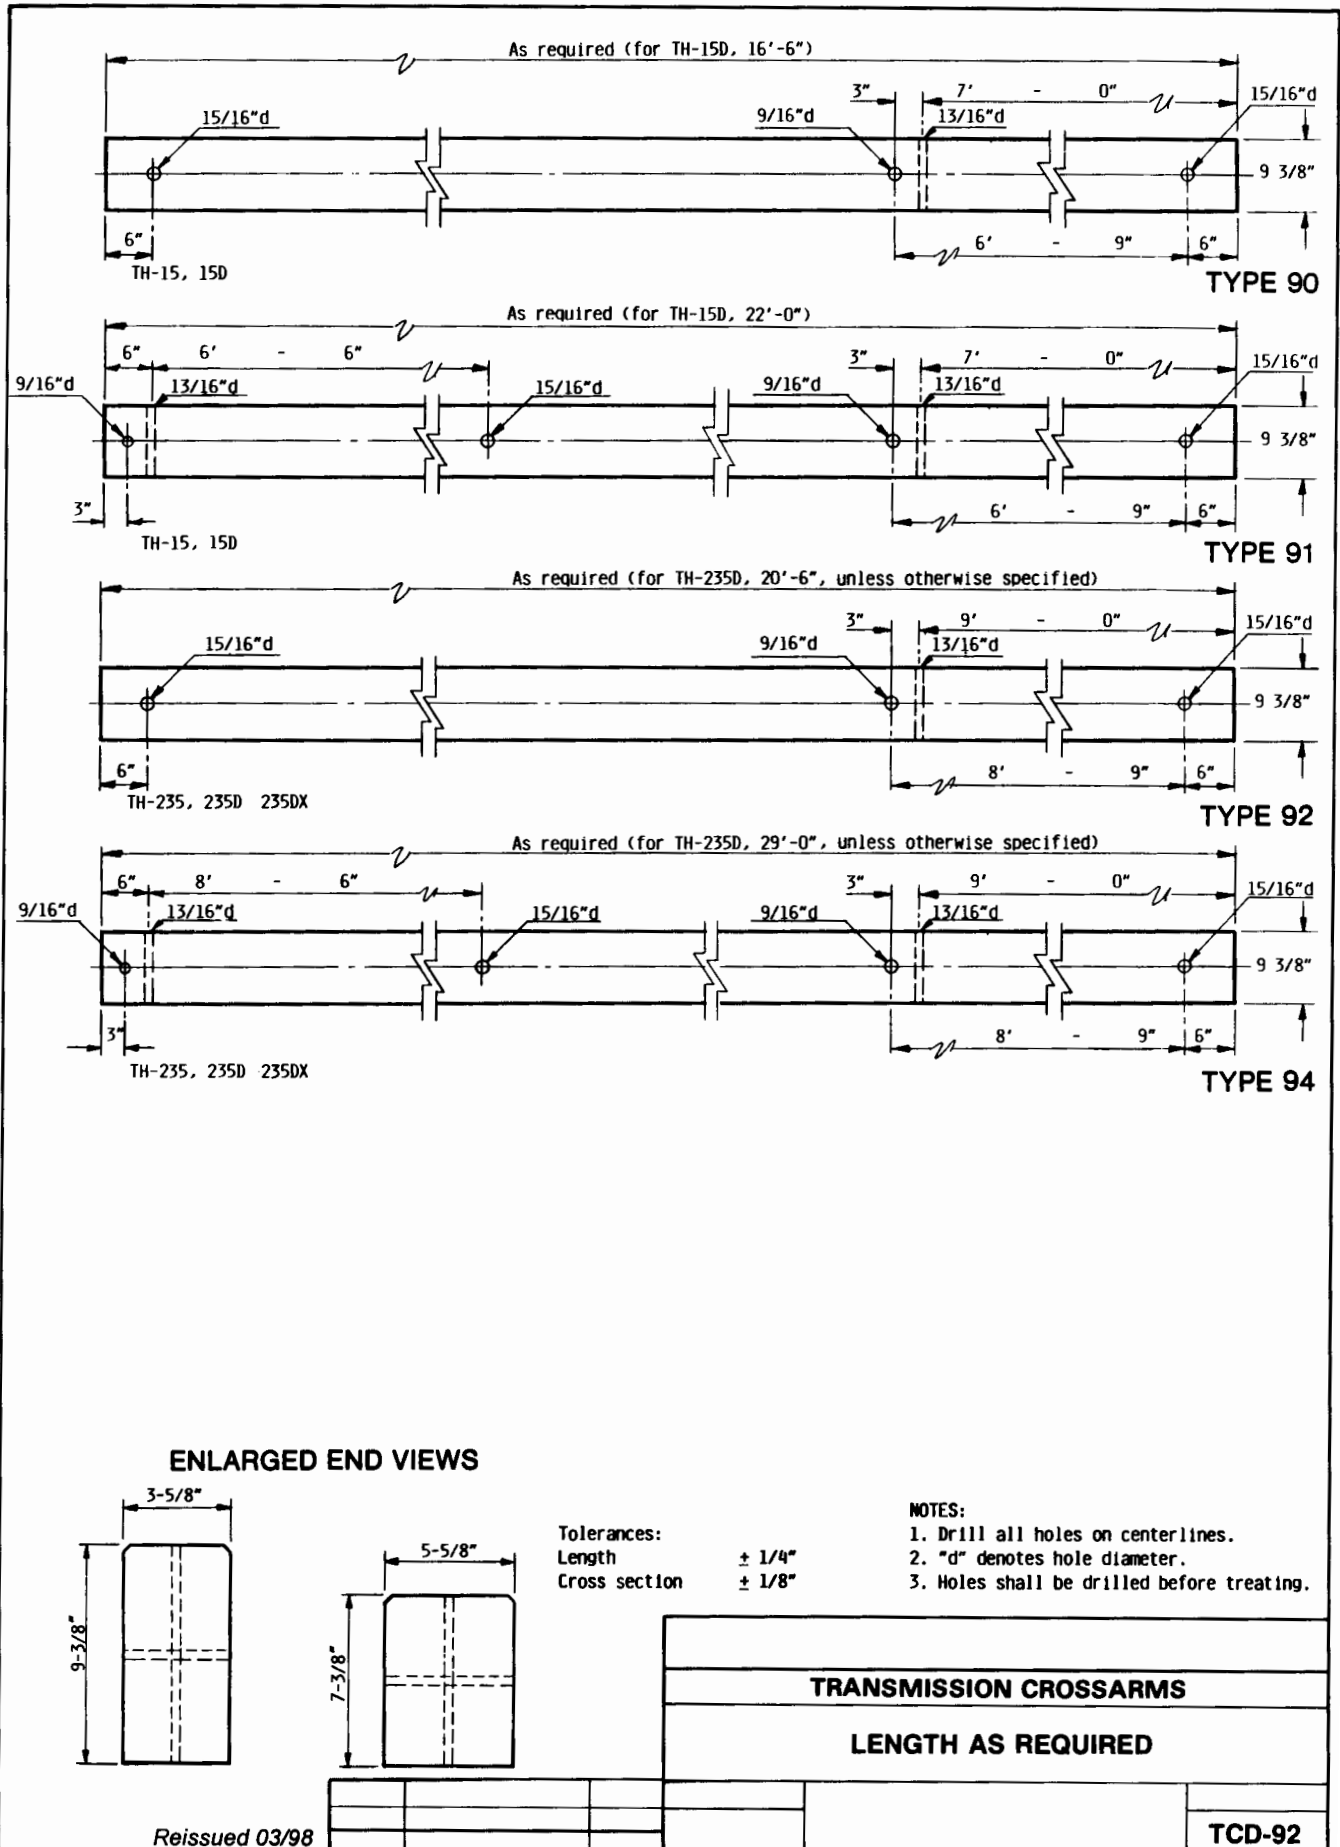 As required (for TH-15D, 16'-6")
3" 7' - 0" 15/16"d
15/16"d 9/16"d 13/16"d
9 3/8"
6" 6' - 9" 6"
TH-15, 15D
TYPE 90
As required (for TH-15D, 22'-0")
6" 6' - 6" 3" 7' - 0" 15/16"d
9/16"d 13/16"d 15/16"d 9/16"d 13/16"d
9 3/8"
3" 6' - 9" 6"
TH-15, 15D
TYPE 91
As required (for TH-235D, 20'-6", unless otherwise specified)
3" 9' - 0" 15/16"d
15/16"d 9/16"d 13/16"d
9 3/8"
6" 8' - 9" 6"
TH-235, 235D 235DX
TYPE 92
As required (for TH-235D, 29'-0", unless otherwise specified)
6" 8' - 6" 3" 9' - 0" 15/16"d
9/16"d 13/16"d 15/16"d 9/16"d 13/16"d
9 3/8"
3" 8' - 9" 6"
TH-235, 235D 235DX
TYPE 94
ENLARGED END VIEWS
3-5/8"
9-3/8"
5-5/8"
7-3/8"
Tolerances:
Length ± 1/4"
Cross section ± 1/8"
NOTES:
1. Drill all holes on centerlines.
2. "d" denotes hole diameter.
3. Holes shall be drilled before treating.
TRANSMISSION CROSSARMS
LENGTH AS REQUIRED
Reissued 03/98
TCD-92